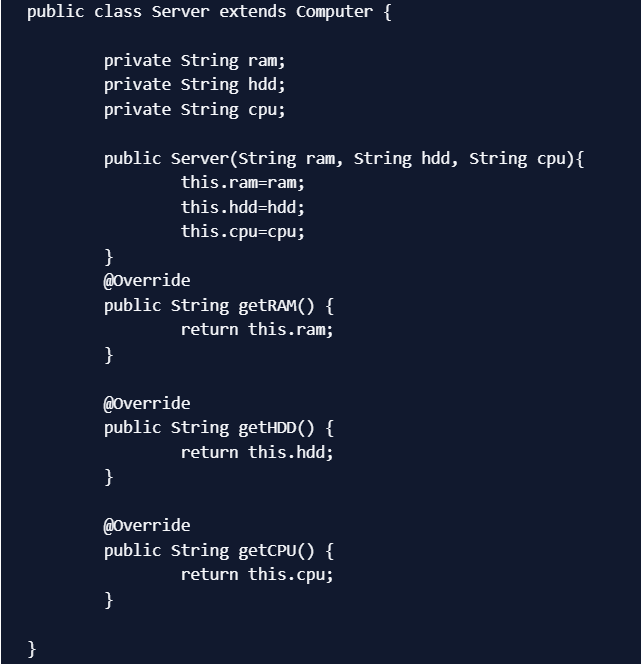 public class Server extends Computer {
private String ram;
private String hdd;
private String cpu;
public Server(String ram, String hdd, String cpu){
this.ram=ram;
this.hdd=hdd;
this.cpu=cpu;
}
@Override
public String getRAM() {
return this.ram;
}
@Override
public String getHDD() {
return this.hdd;
}
@Override
public String getCPU() {
return this.cpu;
}
}